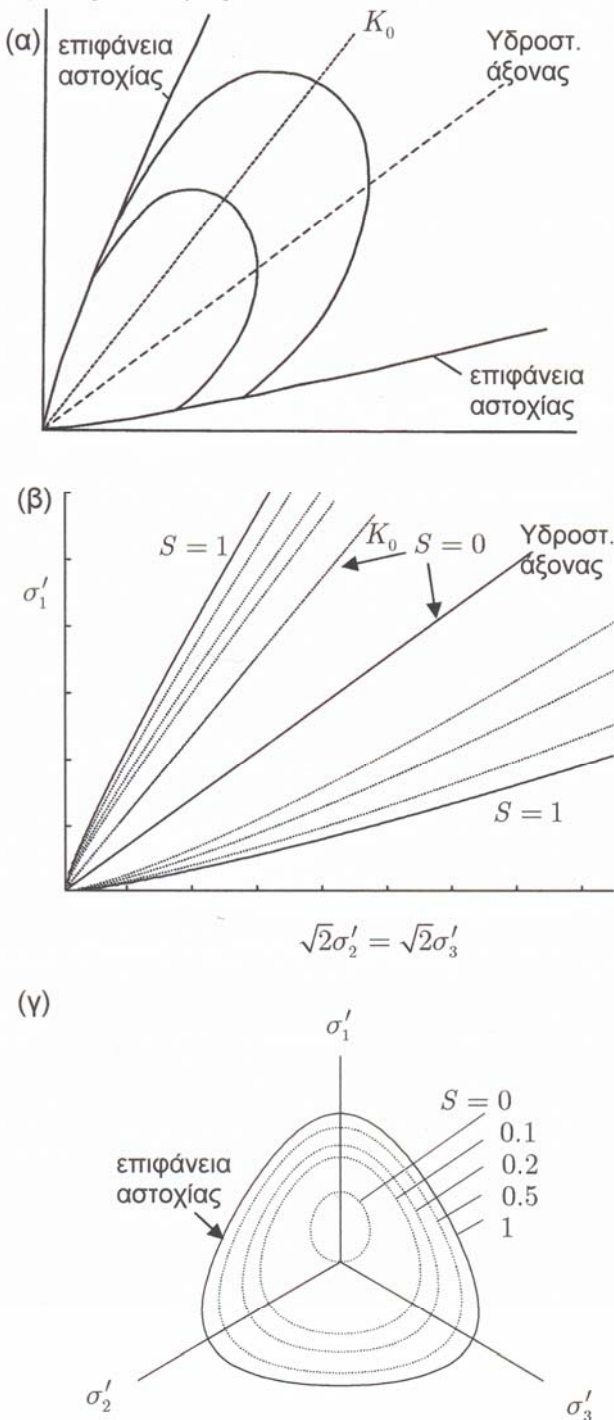 (α)
επιφάνεια
αστοχίας
K₀
Υδροστ.
άξονας
επιφάνεια
αστοχίας
(β)
S = 1
K₀
S = 0
Υδροστ.
άξονας
σ′₁
S = 1
√2σ′₂ = √2σ′₃
(γ)
σ′₁
S = 0
0.1
0.2
0.5
1
επιφάνεια
αστοχίας
σ′₂
σ′₃